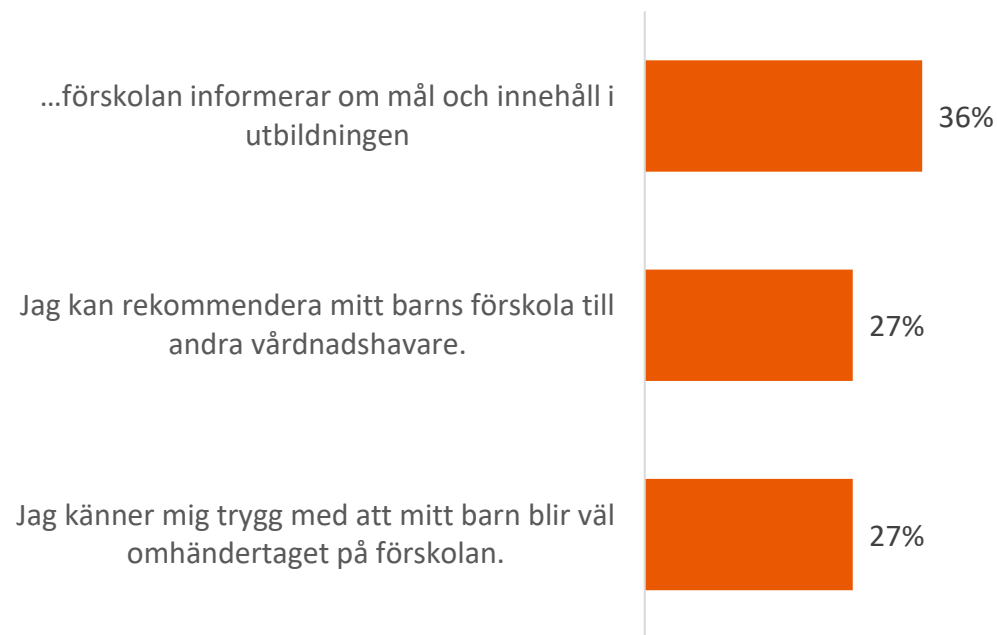 …förskolan informerar om mål och innehåll i
utbildningen
36%
Jag kan rekommendera mitt barns förskola till
andra vårdnadshavare.
27%
Jag känner mig trygg med att mitt barn blir väl
omhändertaget på förskolan.
27%